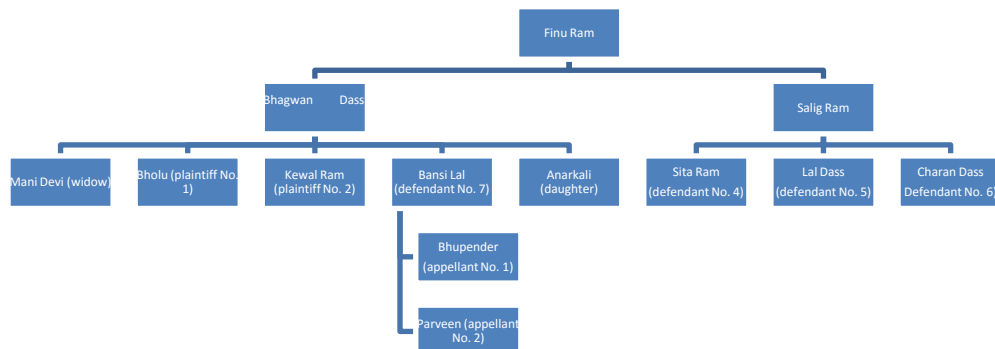 Finu Ram
Bhagwan Dass
Salig Ram
Mani Devi (widow)
Bholu (plaintiff No.
1)
Kewal Ram
(plaintiff No. 2)
Bansi Lal
(defendant No. 7)
Anarkali
(daughter)
Sita Ram
(defendant No. 4)
Lal Dass
(defendant No. 5)
Charan Dass
Defendant No. 6)
Bhupender
(appellant No. 1)
Parveen (appellant
No. 2)